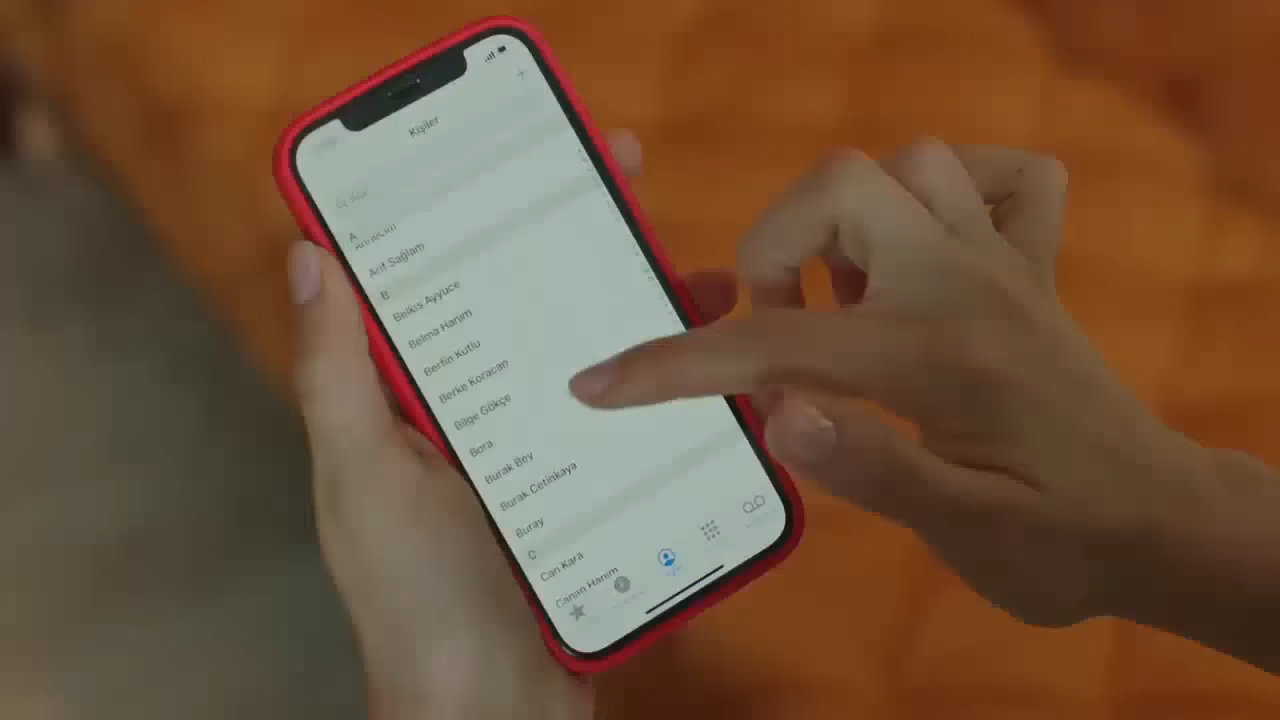 Kişiler
A
Arif Sağlam
B
Belkıs Ayyüce
Belma Hanım
Berfin Kutlu
Berke Koracan
Bilge Gökçe
Bora
Burak Bey
Burak Çetinkaya
Buray
C
Can Kara
Canan Hanım